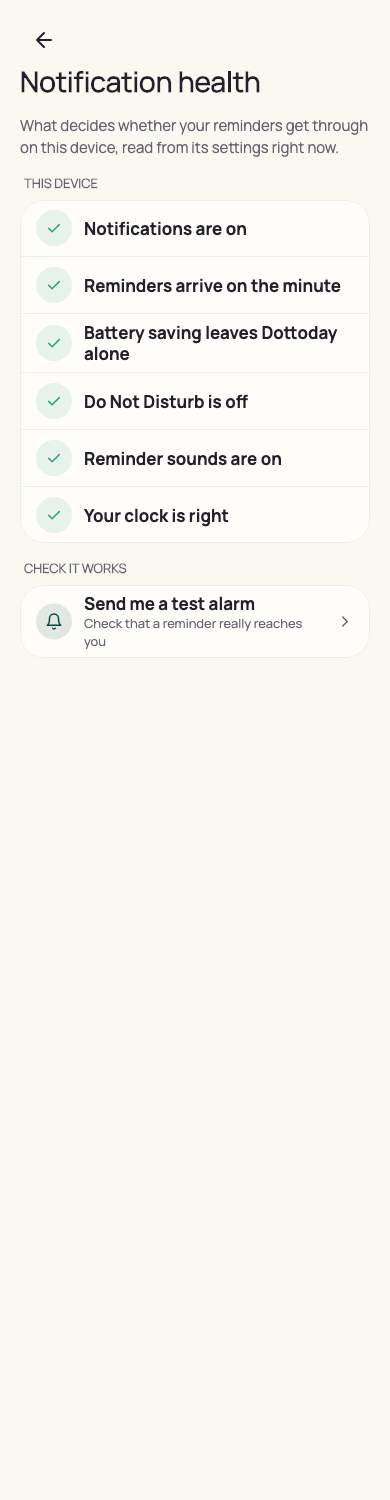 Notification health
What decides whether your reminders get through
on this device, read from its settings right now.
THIS DEVICE
Notifications are on
Reminders arrive on the minute
Battery saving leaves Dottoday
alone
Do Not Disturb is off
Reminder sounds are on
Your clock is right
CHECK IT WORKS
Send me a test alarm
Check that a reminder really reaches
you